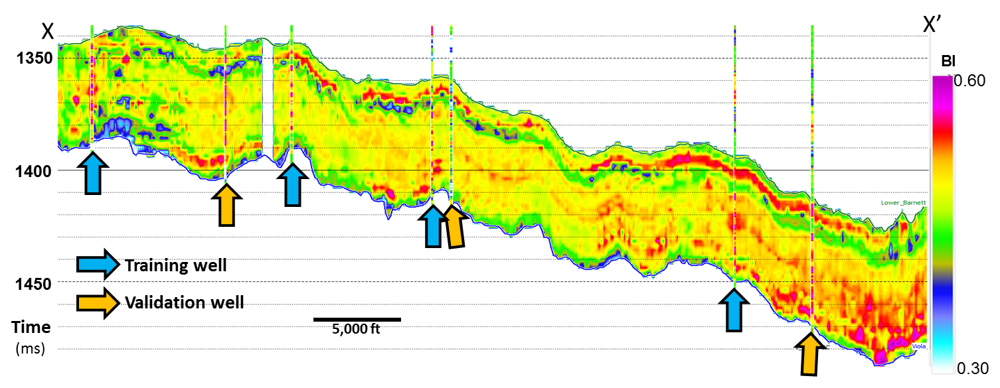 X
X’
1350
BI
0.60
1400
Lower_Barnett
Training well
1450
Validation well
Time
(ms)
5,000 ft
Viola
0.30